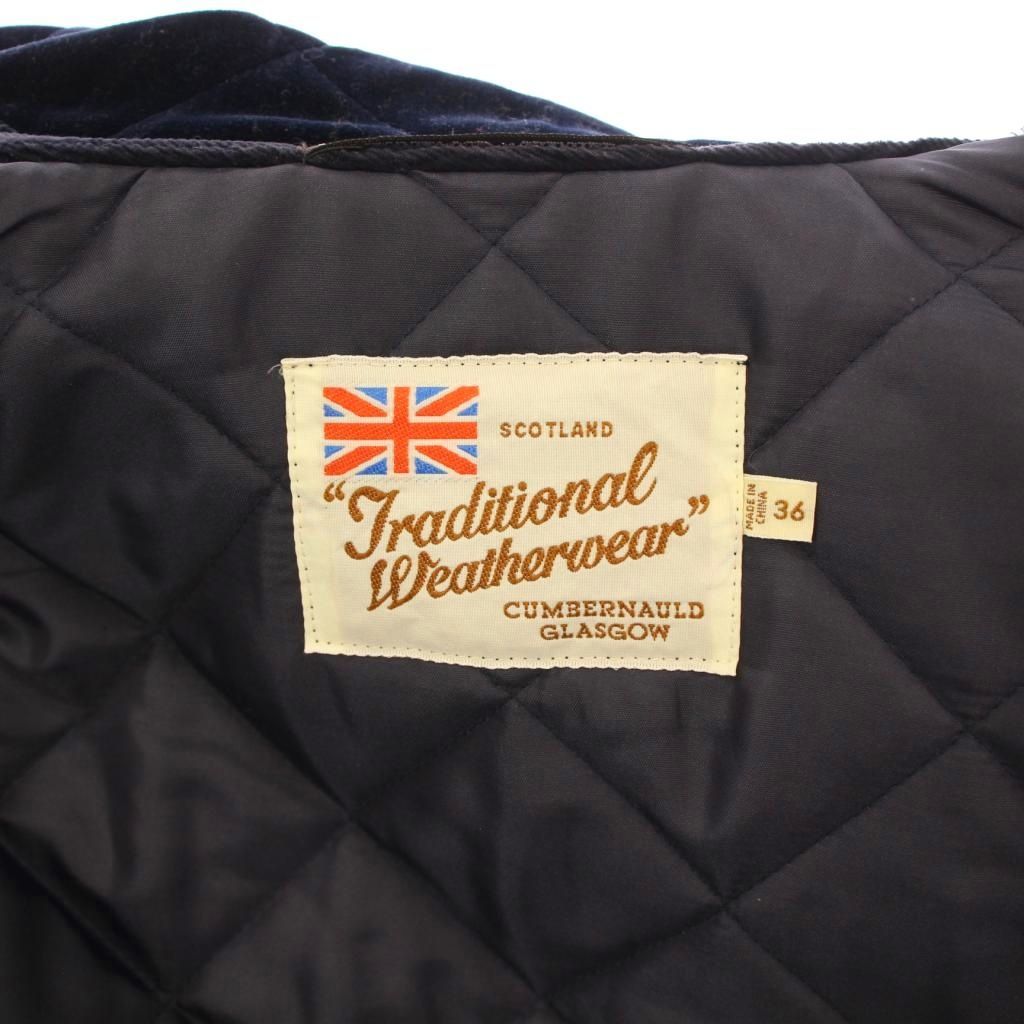 SCOTLAND
“Traditional
Weatherwear”
CUMBERNAULD
GLASGOW
MADE IN
CHINA
36